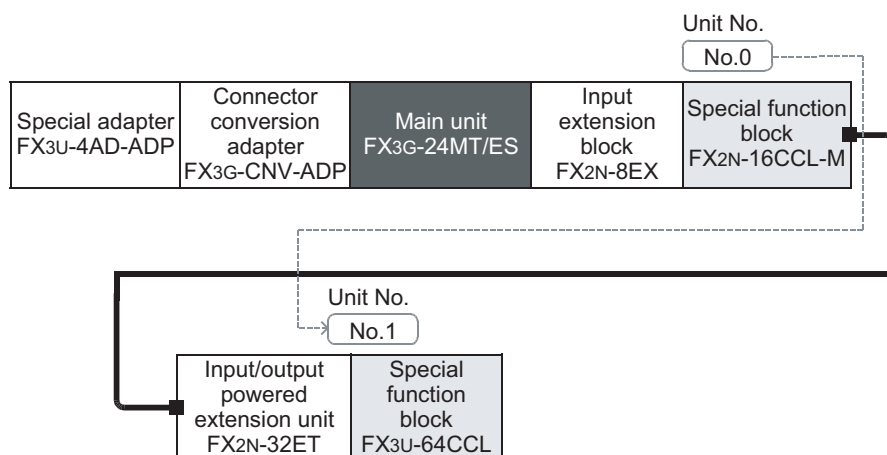 Unit No.
No.0
Special adapter
FX3U-4AD-ADP
Connector
conversion
adapter
FX3G-CNV-ADP
Main unit
FX3G-24MT/ES
Input
extension
block
FX2N-8EX
Special function
block
FX2N-16CCL-M
Unit No.
No.1
Input/output
powered
extension unit
FX2N-32ET
Special
function
block
FX3U-64CCL